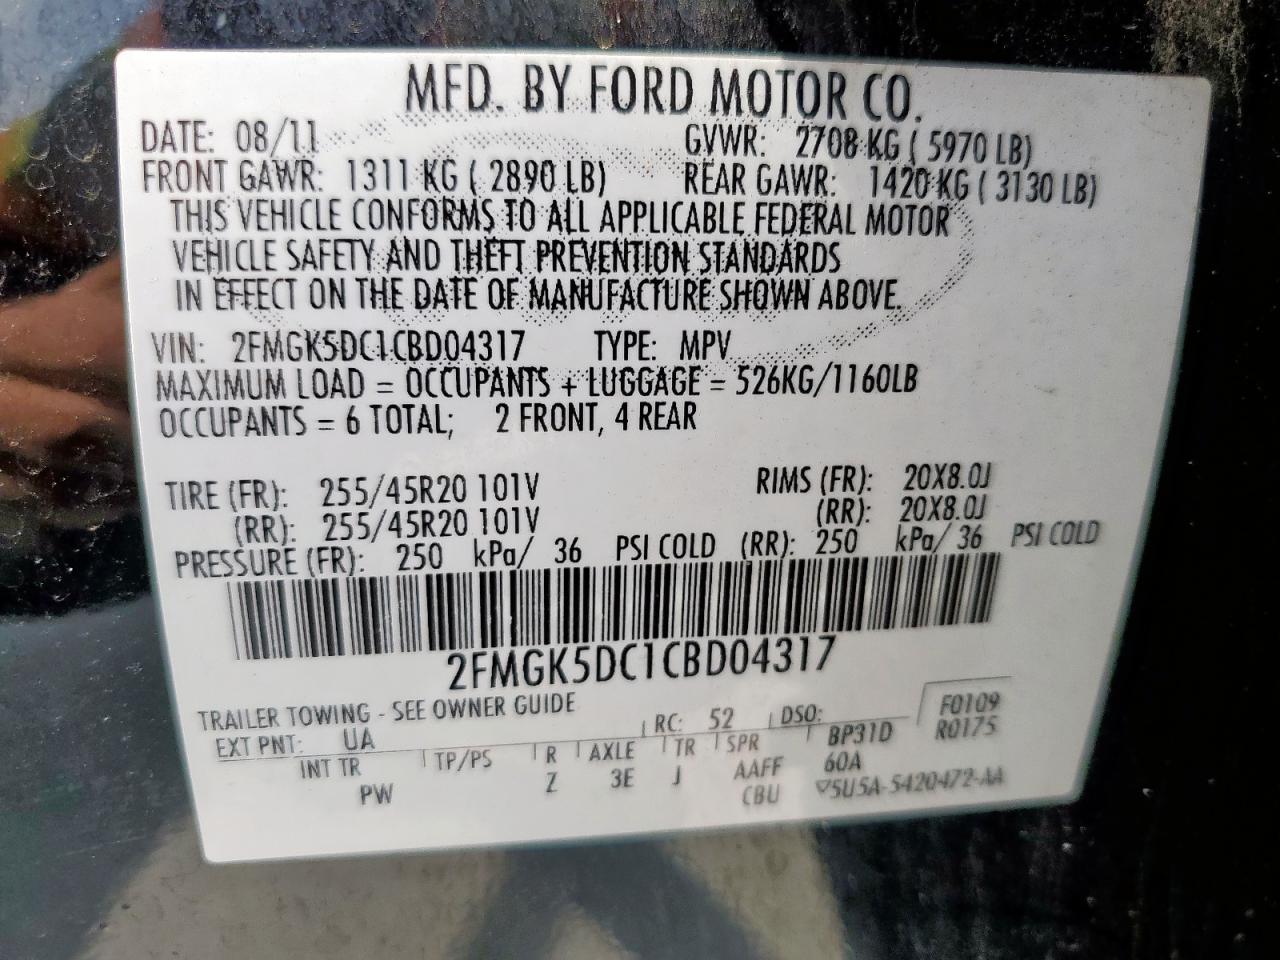 MFD. BY FORD MOTOR CO.
DATE: 08/11 GVWR: 2708 KG ( 5970 LB)
FRONT GAWR: 1311 KG ( 2890 LB) REAR GAWR: 1420 KG ( 3130 LB)
THIS VEHICLE CONFORMS TO ALL APPLICABLE FEDERAL MOTOR
VEHICLE SAFETY AND THEFT PREVENTION STANDARDS
IN EFFECT ON THE DATE OF MANUFACTURE SHOWN ABOVE.
VIN: 2FMGK5DC1CBD04317 TYPE: MPV
MAXIMUM LOAD = OCCUPANTS + LUGGAGE = 526KG/1160LB
OCCUPANTS = 6 TOTAL; 2 FRONT, 4 REAR
TIRE (FR): 255/45R20 101V RIMS (FR): 20X8.0J
(RR): 255/45R20 101V (RR): 20X8.0J
PRESSURE (FR): 250 kPa/ 36 PSI COLD (RR): 250 kPa/ 36 PSI COLD
2FMGK5DC1CBD04317
TRAILER TOWING - SEE OWNER GUIDE
EXT PNT: UA RC: 52 DSO: F0109
R0175
INT TR TP/PS R AXLE TR SPR BP31D
PW Z 3E J AAFF 60A
CBU ▽5U5A-5420472-AA